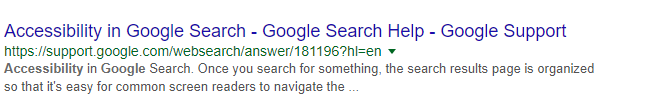 Accessibility in Google Search - Google Search Help - Google Support
https://support.google.com/websearch/answer/181196?hl=en
Accessibility in Google Search. Once you search for something, the search results page is organized
so that it's easy for common screen readers to navigate the ...